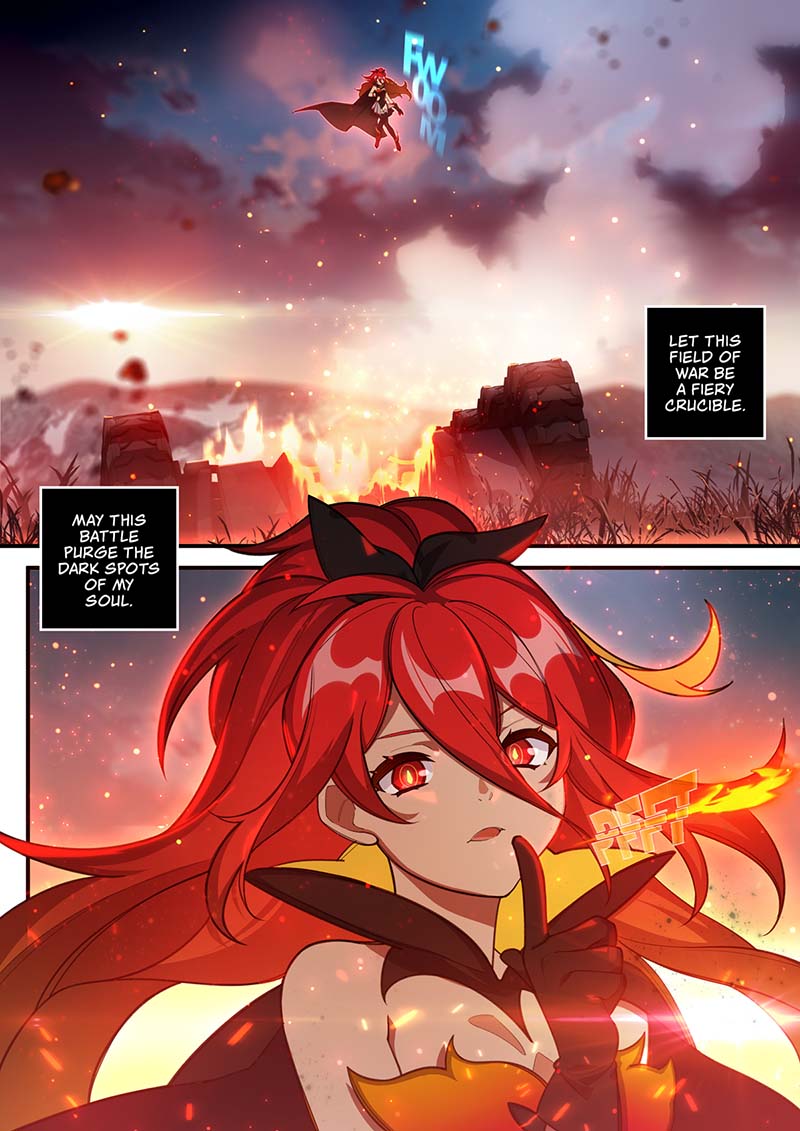 FWOOM
LET THIS
FIELD OF
WAR BE
A FIERY
CRUCIBLE.
MAY THIS
BATTLE
PURGE THE
DARK SPOTS
OF MY
SOUL.
PFFT